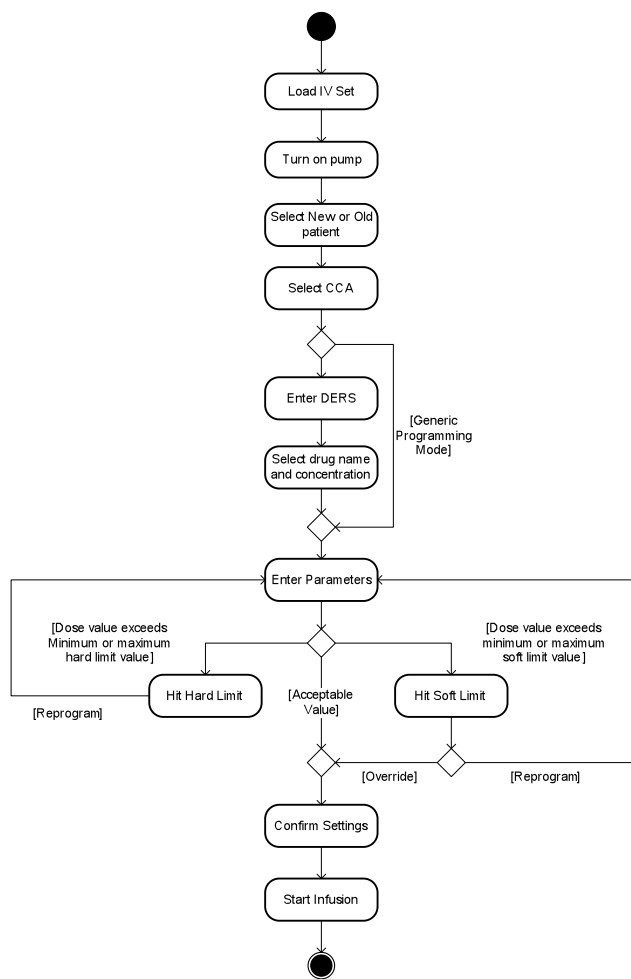 Load IV Set
Turn on pump
Select New or Old
patient
Select CCA
Enter DERS
[Generic
Programming
Mode]
Select drug name
and concentration
Enter Parameters
[Dose value exceeds
Minimum or maximum
hard limit value]
[Dose value exceeds
minimum or maximum
soft limit value]
Hit Hard Limit
[Acceptable
Value]
Hit Soft Limit
[Reprogram]
[Override]
[Reprogram]
Confirm Settings
Start Infusion